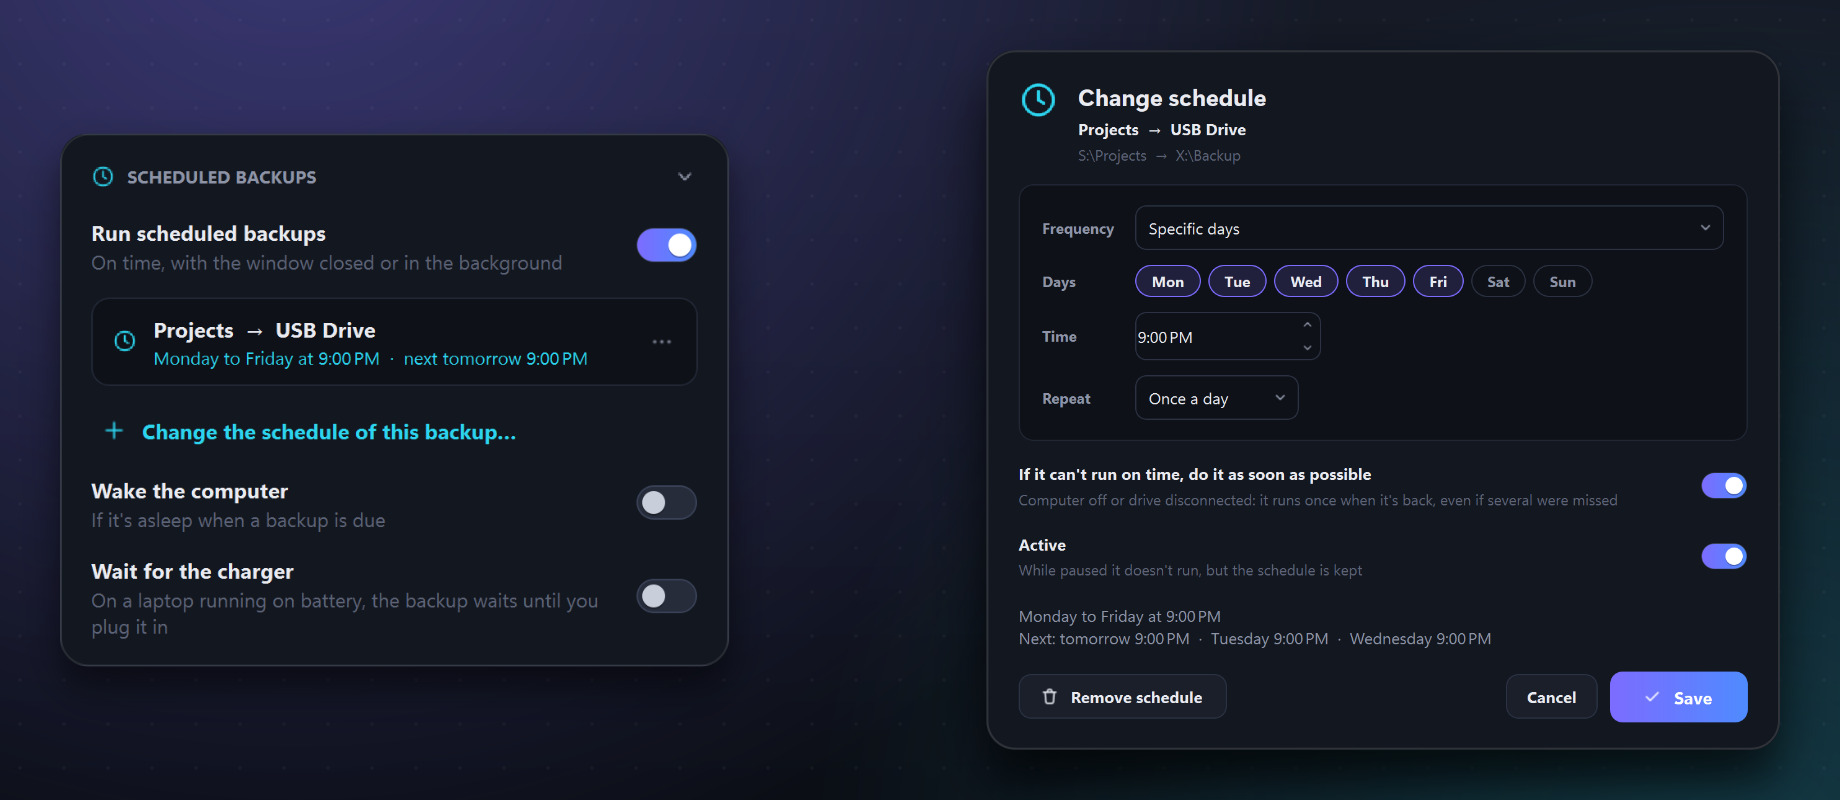 SCHEDULED BACKUPS
Run scheduled backups
On time, with the window closed or in the background
Projects → USB Drive
Monday to Friday at 9:00 PM · next tomorrow 9:00 PM
Change the schedule of this backup...
Wake the computer
If it's asleep when a backup is due
Wait for the charger
On a laptop running on battery, the backup waits until you
plug it in
Change schedule
Projects → USB Drive
S:\Projects → X:\Backup
Frequency Specific days
Days Mon Tue Wed Thu Fri Sat Sun
Time 9:00 PM
Repeat Once a day
If it can't run on time, do it as soon as possible
Computer off or drive disconnected: it runs once when it's back, even if several were missed
Active
While paused it doesn't run, but the schedule is kept
Monday to Friday at 9:00 PM
Next: tomorrow 9:00 PM · Tuesday 9:00 PM · Wednesday 9:00 PM
Remove schedule Cancel Save